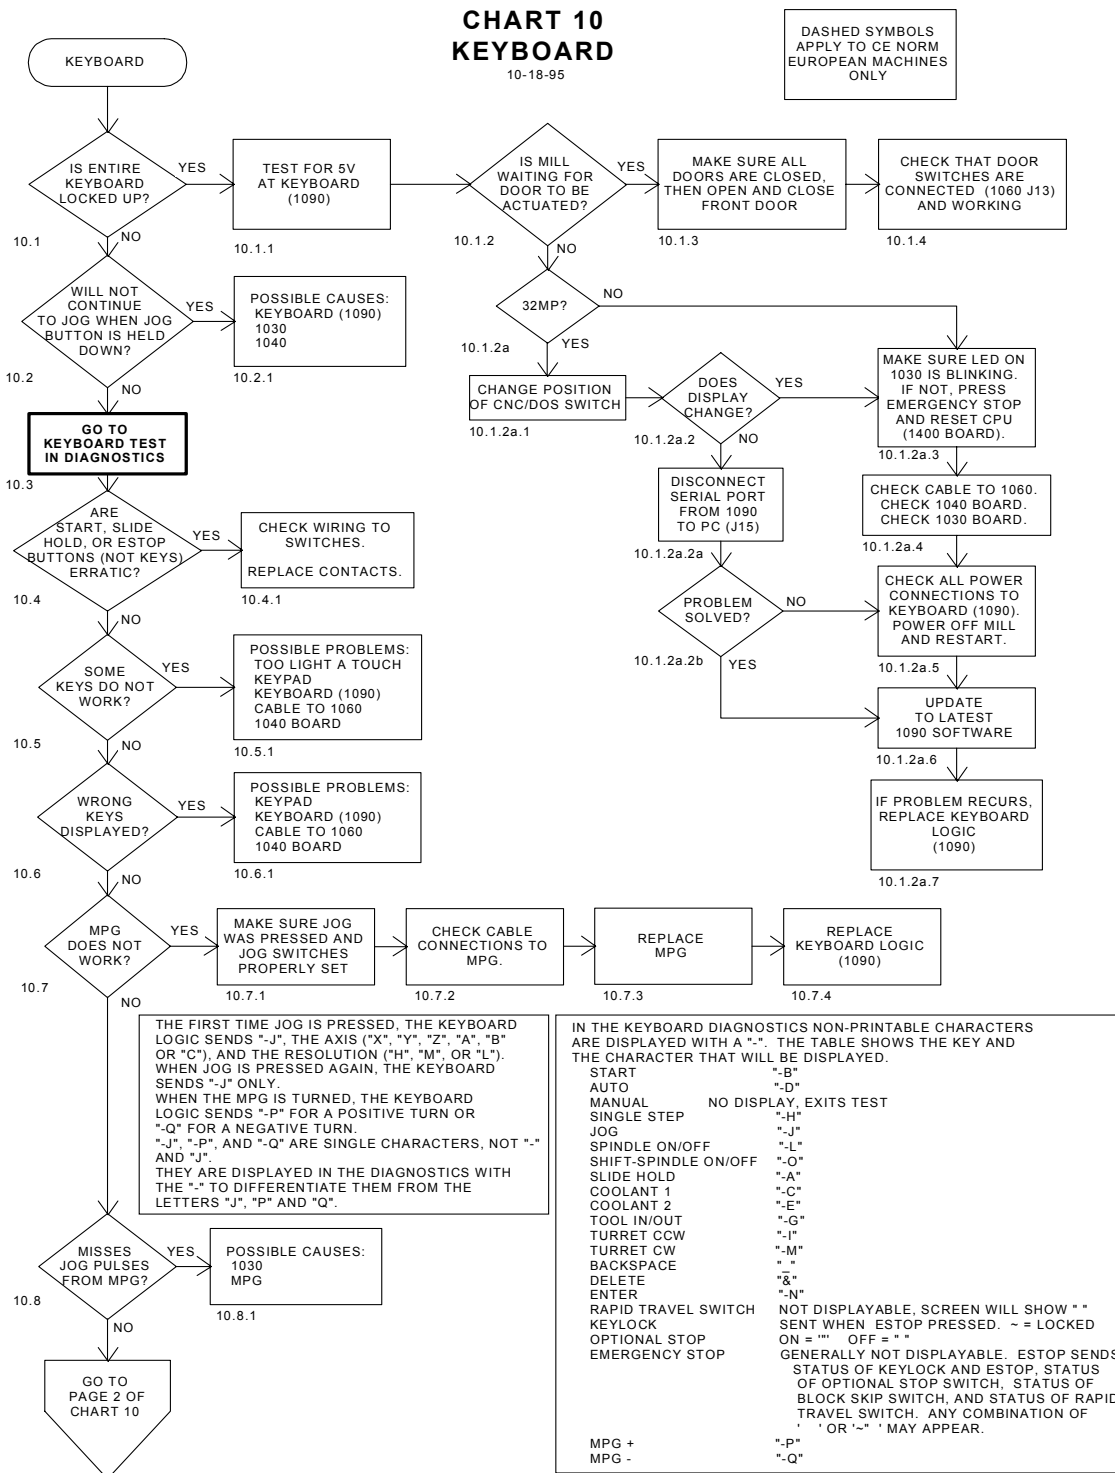 CHART 10
KEYBOARD
10-18-95
DASHED SYMBOLS
APPLY TO CE NORM
EUROPEAN MACHINES
ONLY
KEYBOARD
IS ENTIRE
KEYBOARD
LOCKED UP?
YES
NO
10.1
TEST FOR 5V
AT KEYBOARD
(1090)
10.1.1
IS MILL
WAITING FOR
DOOR TO BE
ACTUATED?
YES
NO
10.1.2
MAKE SURE ALL
DOORS ARE CLOSED,
THEN OPEN AND CLOSE
FRONT DOOR
10.1.3
CHECK THAT DOOR
SWITCHES ARE
CONNECTED (1060 J13)
AND WORKING
10.1.4
WILL NOT
CONTINUE
TO JOG WHEN JOG
BUTTON IS HELD
DOWN?
YES
NO
10.2
POSSIBLE CAUSES:
KEYBOARD (1090)
1030
1040
10.2.1
32MP?
NO
YES
10.1.2a
CHANGE POSITION
OF CNC/DOS SWITCH
10.1.2a.1
DOES
DISPLAY
CHANGE?
YES
NO
10.1.2a.2
MAKE SURE LED ON
1030 IS BLINKING.
IF NOT, PRESS
EMERGENCY STOP
AND RESET CPU
(1400 BOARD).
10.1.2a.3
GO TO
KEYBOARD TEST
IN DIAGNOSTICS
10.3
DISCONNECT
SERIAL PORT
FROM 1090
TO PC (J15)
10.1.2a.2a
CHECK CABLE TO 1060.
CHECK 1040 BOARD.
CHECK 1030 BOARD.
10.1.2a.4
ARE
START, SLIDE
HOLD, OR ESTOP
BUTTONS (NOT KEYS)
ERRATIC?
YES
NO
10.4
CHECK WIRING TO
SWITCHES.
REPLACE CONTACTS.
10.4.1
PROBLEM
SOLVED?
NO
YES
10.1.2a.2b
CHECK ALL POWER
CONNECTIONS TO
KEYBOARD (1090).
POWER OFF MILL
AND RESTART.
10.1.2a.5
SOME
KEYS DO NOT
WORK?
YES
NO
10.5
POSSIBLE PROBLEMS:
TOO LIGHT A TOUCH
KEYPAD
KEYBOARD (1090)
CABLE TO 1060
1040 BOARD
10.5.1
UPDATE
TO LATEST
1090 SOFTWARE
10.1.2a.6
WRONG
KEYS
DISPLAYED?
YES
NO
10.6
POSSIBLE PROBLEMS:
KEYPAD
KEYBOARD (1090)
CABLE TO 1060
1040 BOARD
10.6.1
IF PROBLEM RECURS,
REPLACE KEYBOARD
LOGIC
(1090)
10.1.2a.7
MPG
DOES NOT
WORK?
YES
NO
10.7
MAKE SURE JOG
WAS PRESSED AND
JOG SWITCHES
PROPERLY SET
10.7.1
CHECK CABLE
CONNECTIONS TO
MPG.
10.7.2
REPLACE
MPG
10.7.3
REPLACE
KEYBOARD LOGIC
(1090)
10.7.4
THE FIRST TIME JOG IS PRESSED, THE KEYBOARD
LOGIC SENDS "-J", THE AXIS ("X", "Y", "Z", "A", "B"
OR "C"), AND THE RESOLUTION ("H", "M", OR "L").
WHEN JOG IS PRESSED AGAIN, THE KEYBOARD
SENDS "-J" ONLY.
WHEN THE MPG IS TURNED, THE KEYBOARD
LOGIC SENDS "-P" FOR A POSITIVE TURN OR
"-Q" FOR A NEGATIVE TURN.
"-J", "-P", AND "-Q" ARE SINGLE CHARACTERS, NOT "-"
AND "J".
THEY ARE DISPLAYED IN THE DIAGNOSTICS WITH
THE "-" TO DIFFERENTIATE THEM FROM THE
LETTERS "J", "P" AND "Q".
IN THE KEYBOARD DIAGNOSTICS NON-PRINTABLE CHARACTERS
ARE DISPLAYED WITH A "-". THE TABLE SHOWS THE KEY AND
THE CHARACTER THAT WILL BE DISPLAYED.
START "-B"
AUTO "-D"
MANUAL NO DISPLAY, EXITS TEST
SINGLE STEP "-H"
JOG "-J"
SPINDLE ON/OFF "-L"
SHIFT-SPINDLE ON/OFF "-O"
SLIDE HOLD "-A"
COOLANT 1 "-C"
COOLANT 2 "-E"
TOOL IN/OUT "-G"
TURRET CCW "-I"
TURRET CW "-M"
BACKSPACE "_"
DELETE "&"
ENTER "-N"
RAPID TRAVEL SWITCH NOT DISPLAYABLE, SCREEN WILL SHOW " "
KEYLOCK SENT WHEN ESTOP PRESSED. ~ = LOCKED
OPTIONAL STOP ON = '"' OFF = " "
EMERGENCY STOP GENERALLY NOT DISPLAYABLE. ESTOP SENDS
STATUS OF KEYLOCK AND ESTOP, STATUS
OF OPTIONAL STOP SWITCH, STATUS OF
BLOCK SKIP SWITCH, AND STATUS OF RAPID
TRAVEL SWITCH. ANY COMBINATION OF
' ' OR '~" ' MAY APPEAR.
MPG + "-P"
MPG - "-Q"
MISSES
JOG PULSES
FROM MPG?
YES
NO
10.8
POSSIBLE CAUSES:
1030
MPG
10.8.1
GO TO
PAGE 2 OF
CHART 10